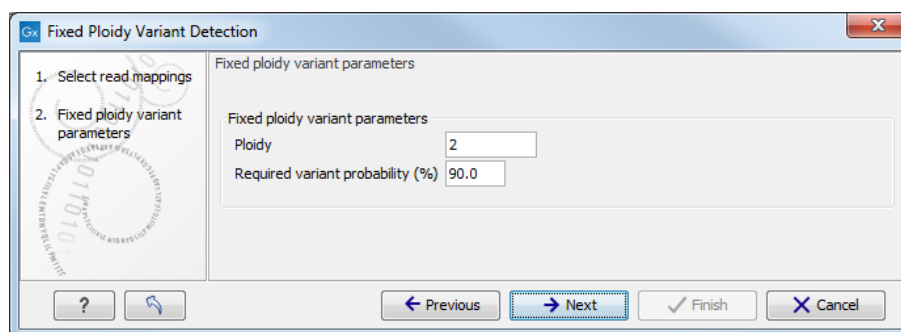 Gx Fixed Ploidy Variant Detection
X
1. Select read mappings
2. Fixed ploidy variant
parameters
Fixed ploidy variant parameters
Fixed ploidy variant parameters
Ploidy 2
Required variant probability (%) 90.0
? Previous Next Finish Cancel